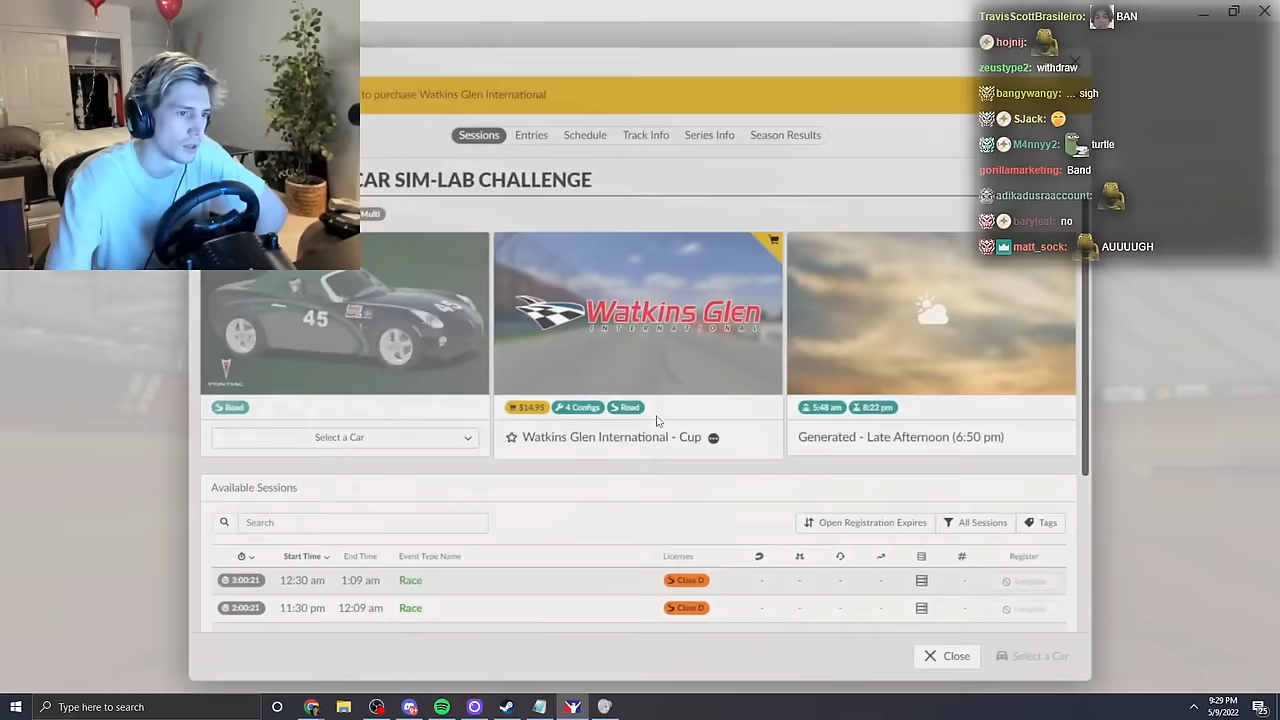 TravisScottBrasileiro: BAN
hojnij:
zeustype2: withdraw
bangywangy: ... sigh
SJack:
M4nnyy2: turtle
gorillamarketing: Band
adikadusraaccount:
baryleaf: no
matt_sock: AUUUUGH
to purchase Watkins Glen International
Sessions Entries Schedule Track Info Series Info Season Results
CAR SIM-LAB CHALLENGE
Multi
45
45
PONTIAC
Watkins Glen
INTERNATIONAL
Road $14.95 4 Configs Road 5:48 am 8:22 pm
Select a Car Watkins Glen International - Cup Generated - Late Afternoon (6:50 pm)
Available Sessions
Search Open Registration Expires All Sessions Tags
Start Time End Time Event Type Name Licenses # Register
3:00:21 12:30 am 1:09 am Race Class D - - - - -
2:00:21 11:30 pm 12:09 am Race Class D - - - - -
Close Select a Car
Type here to search
9:29 PM
5/9/2022